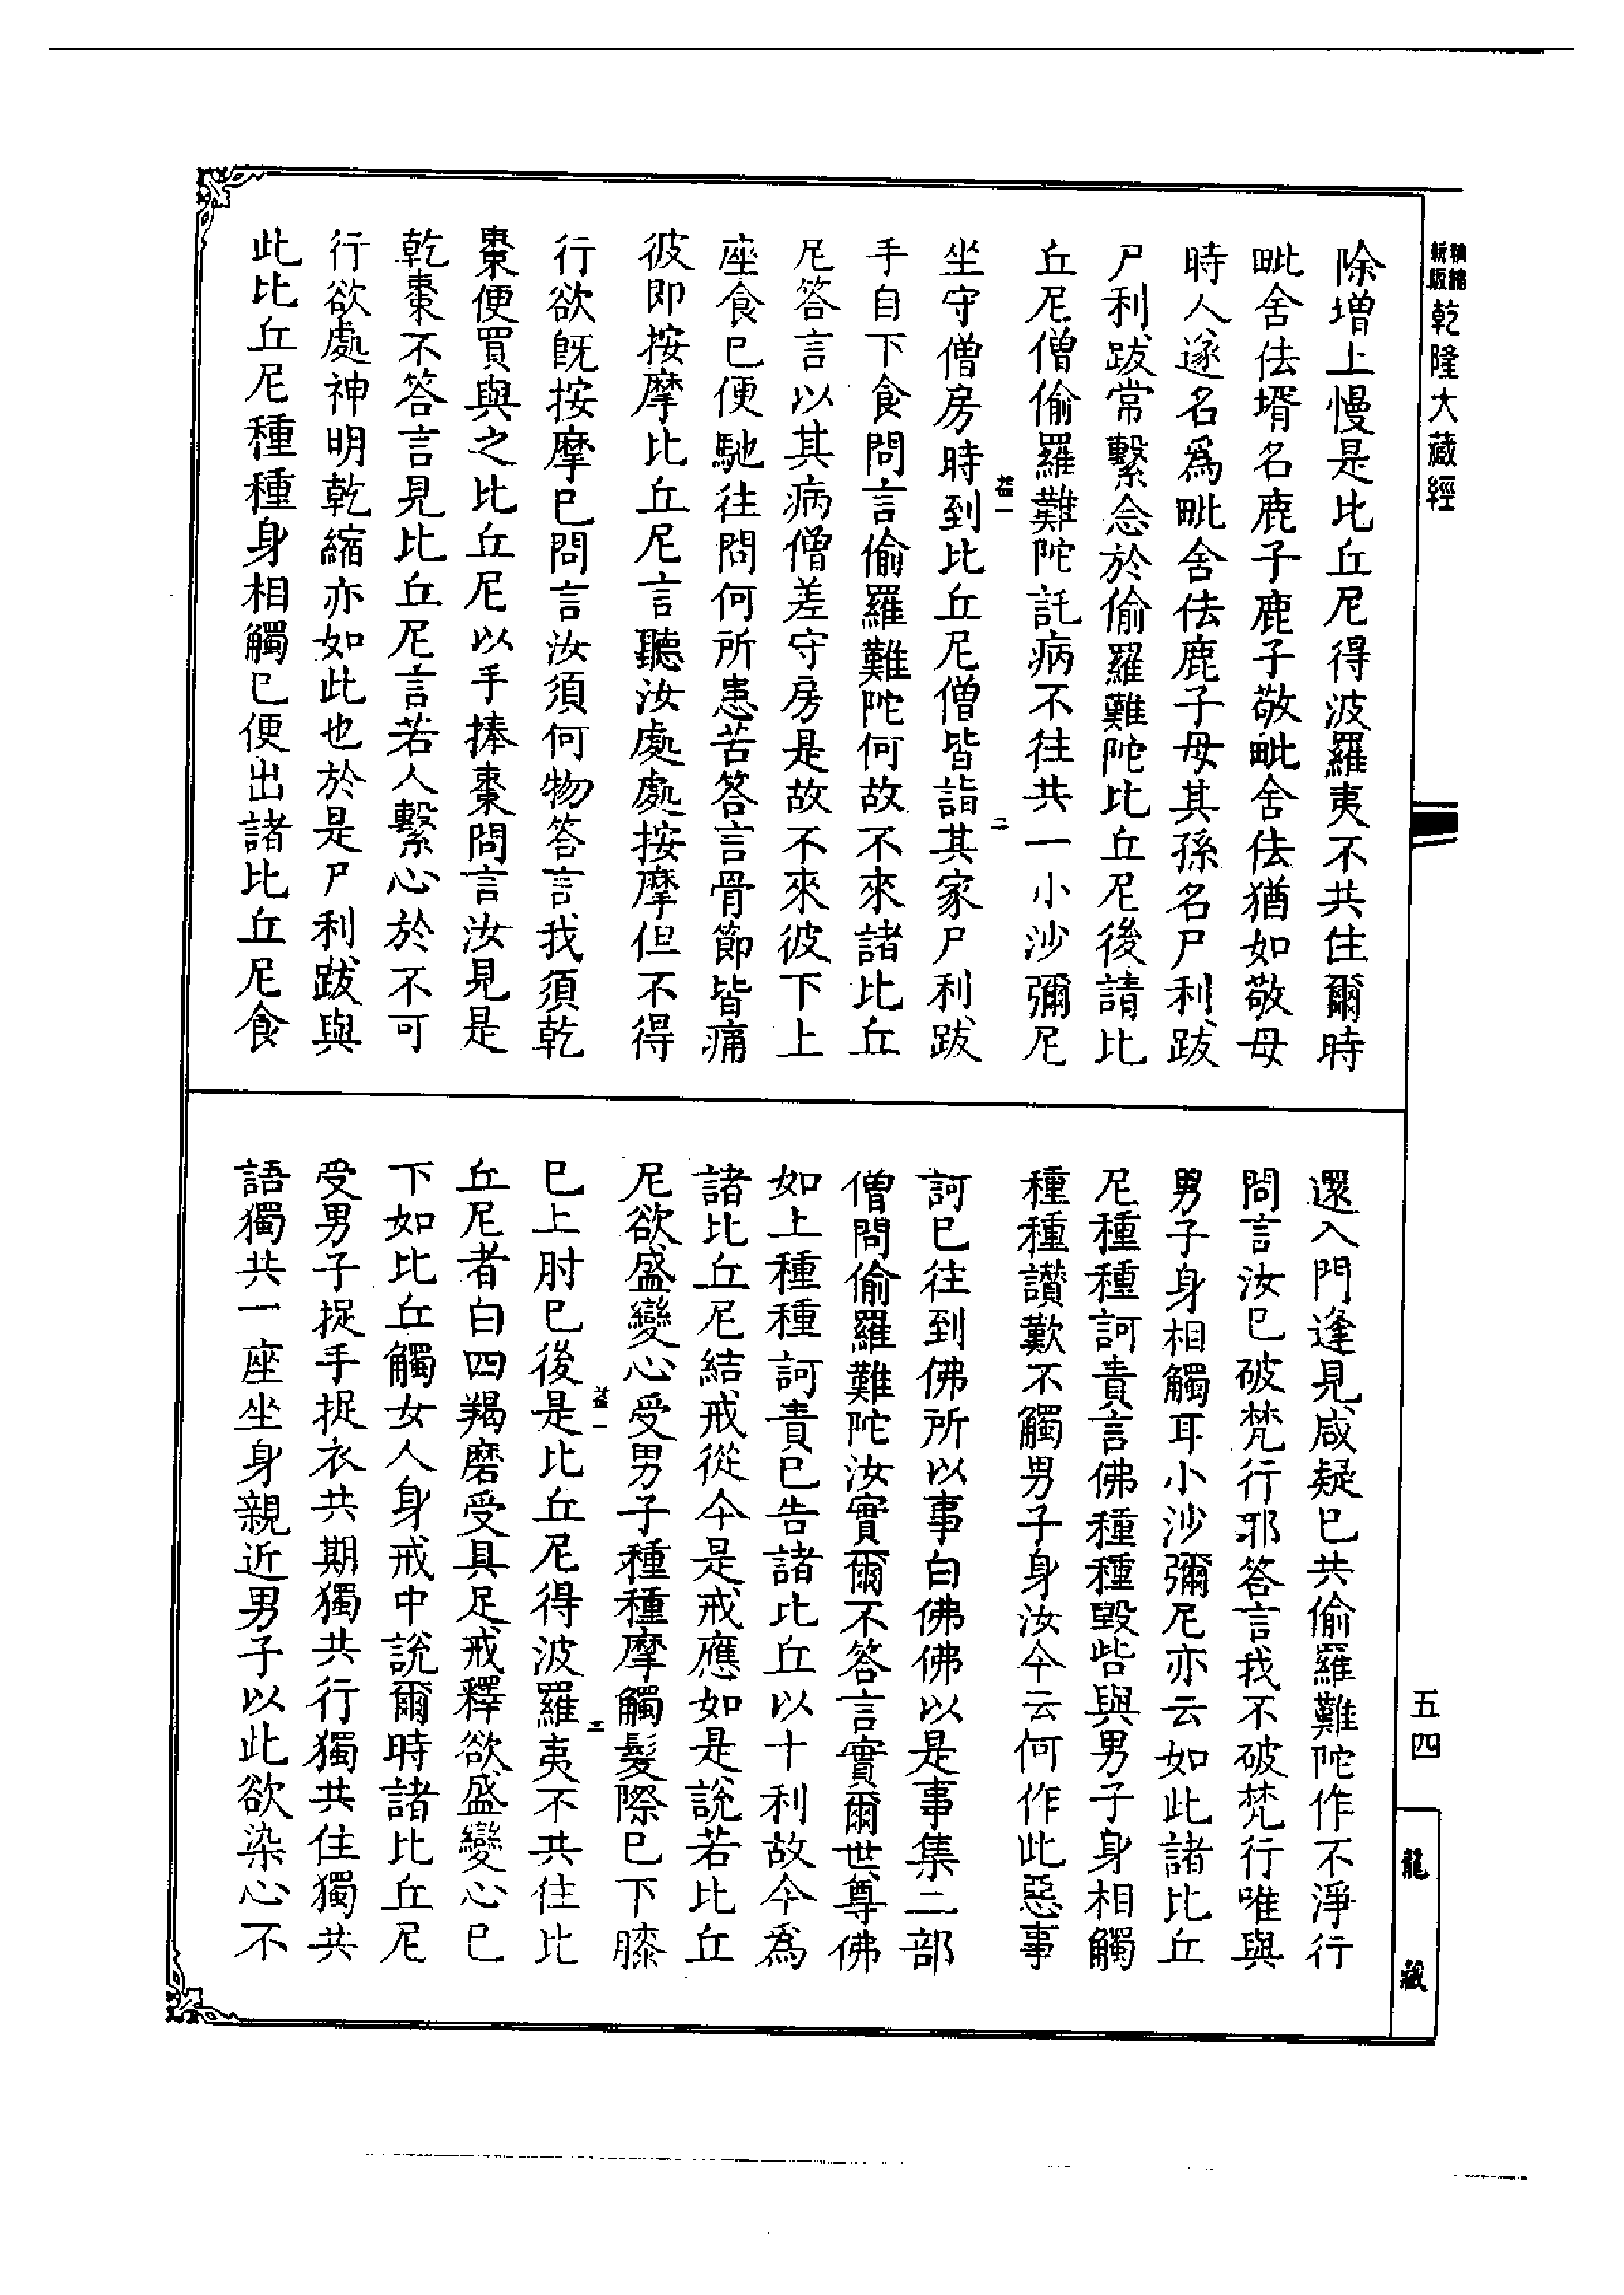 精縮
新版
乾隆大藏經
除增上慢是比丘尼得波羅夷不共住爾時
毗舍佉壻名鹿子鹿子敬毗舍佉猶如敬母
時人遂名爲毗舍佉鹿子母其孫名尸利跋
尸利跋常繫念於偷羅難陀比丘尼後請比
丘尼僧偷羅難陀託病不往共一小沙彌尼
益一
二
坐守僧房時到比丘尼僧皆詣其家尸利跋
手自下食問言偷羅難陀何故不來諸比丘
尼答言以其病僧差守房是故不來彼下上
座食已便馳往問何所患苦答言骨節皆痛
彼即按摩比丘尼言聽汝處處按摩但不得
行欲旣按摩已問言汝須何物答言我須乾
棗便買與之比丘尼以手捧棗問言汝見是
乾棗不答言見比丘尼言若人繫心於不可
行欲處神明乾縮亦如此也於是尸利跋與
此比丘尼種種身相觸已便出諸比丘尼食
還入門逢見咸疑已共偷羅難陀作不淨行
問言汝已破梵行邪答言我不破梵行唯與
男子身相觸耳小沙彌尼亦云如此諸比丘
尼種種訶責言佛種種毀呰與男子身相觸
種種讃歎不觸男子身汝今云何作此惡事
訶已往到佛所以事白佛佛以是事集二部
僧問偷羅難陀汝實爾不答言實爾世尊佛
如上種種訶責已告諸比丘以十利故今爲
諸比丘尼結戒從今是戒應如是說若比丘
尼欲盛變心受男子種種摩觸髮際已下膝
益一
三
已上肘已後是比丘尼得波羅夷不共住比
丘尼者白四羯磨受具足戒釋欲盛變心已
下如比丘觸女人身戒中說爾時諸比丘尼
受男子捉手捉衣共期獨共行獨共住獨共
語獨共一座坐身親近男子以此欲染心不
五四
龍藏